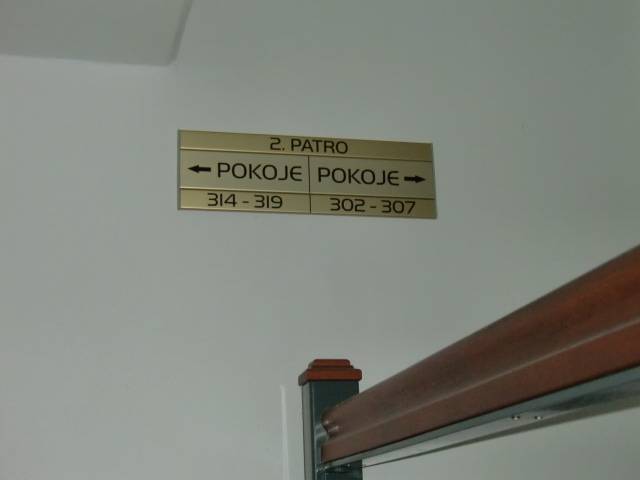 2. PATRO
← POKOJE POKOJE →
314 - 319 302 - 307